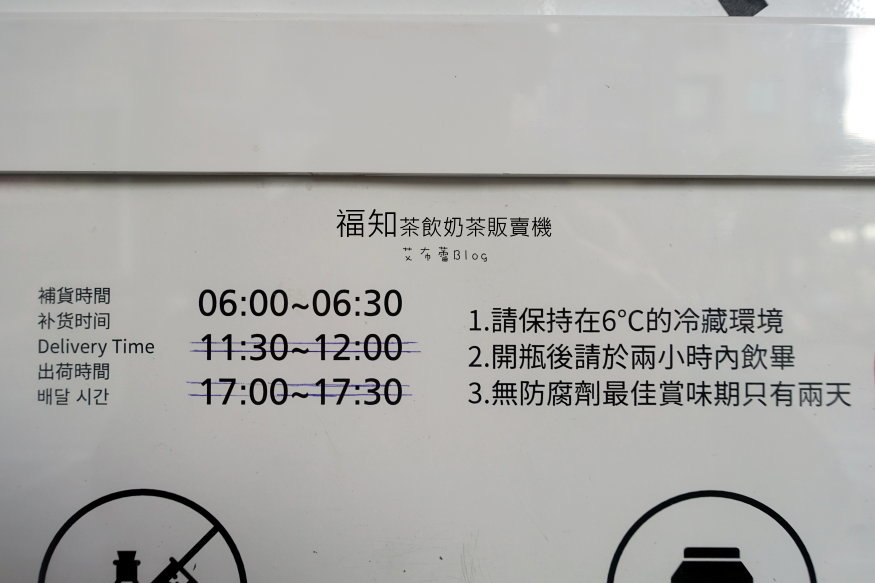 福知茶飲奶茶販賣機
艾布蕾Blog
補貨時間
补货时间
Delivery Time
出荷時間
배달 시간
06:00~06:30
11:30~12:00
17:00~17:30
1.請保持在6°C的冷藏環境
2.開瓶後請於兩小時內飲畢
3.無防腐劑最佳賞味期只有兩天